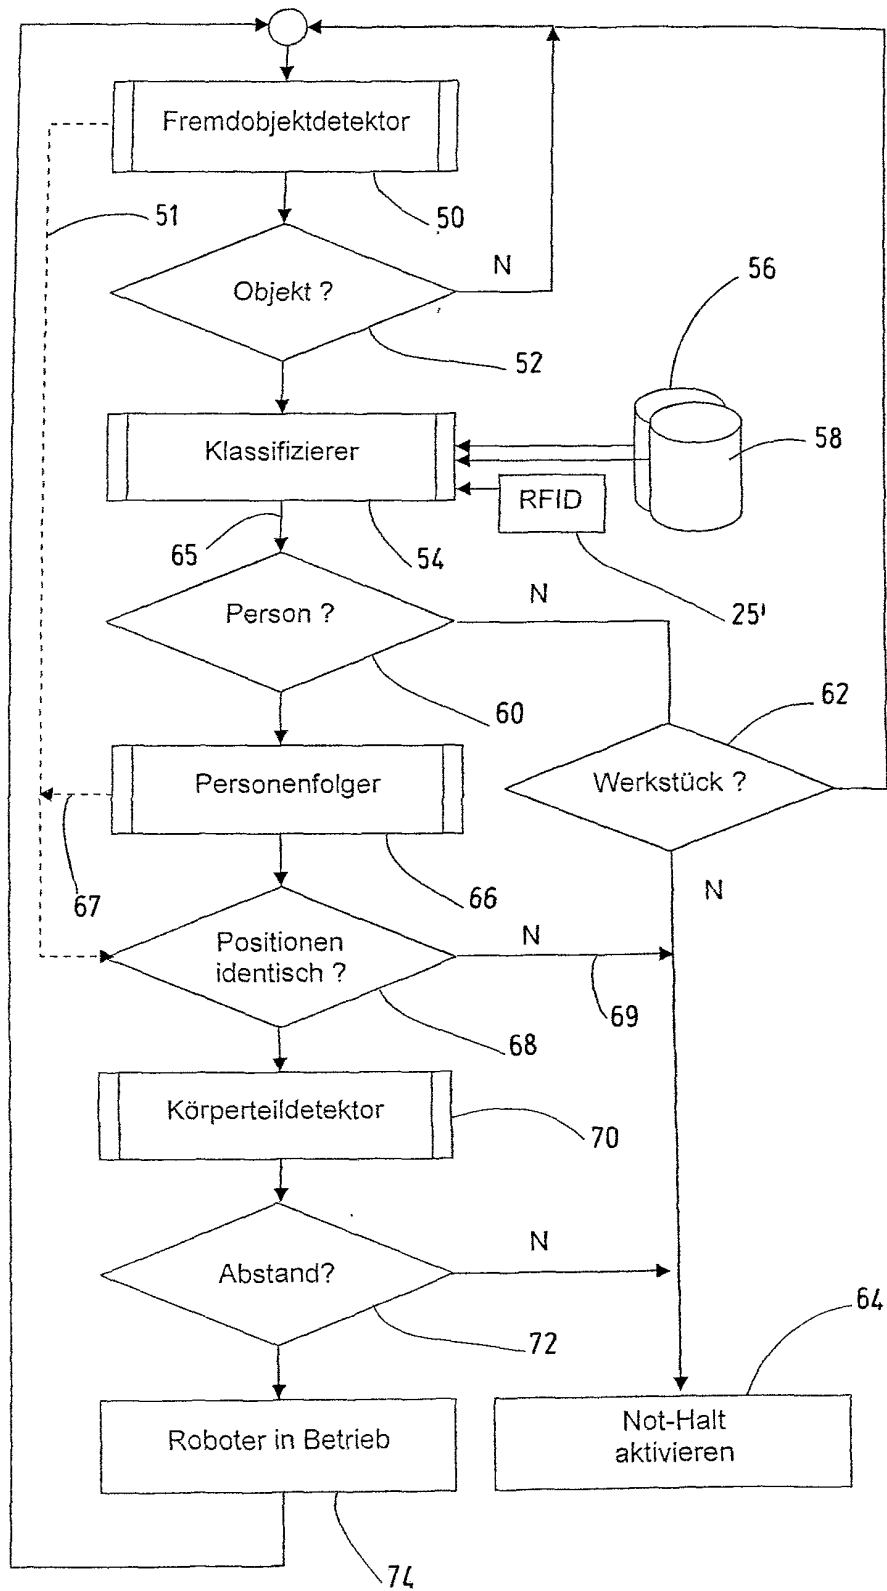 Fremdobjektdetektor
51
50
N
Objekt ?
56
52
Klassifizierer
58
RFID
65
54
N
25'
Person ?
60
62
Personenfolger
Werkstück ?
67
66
N
Positionen
identisch ?
N
69
68
Körperteildetektor
70
N
Abstand?
64
72
Roboter in Betrieb
Not-Halt
aktivieren
74